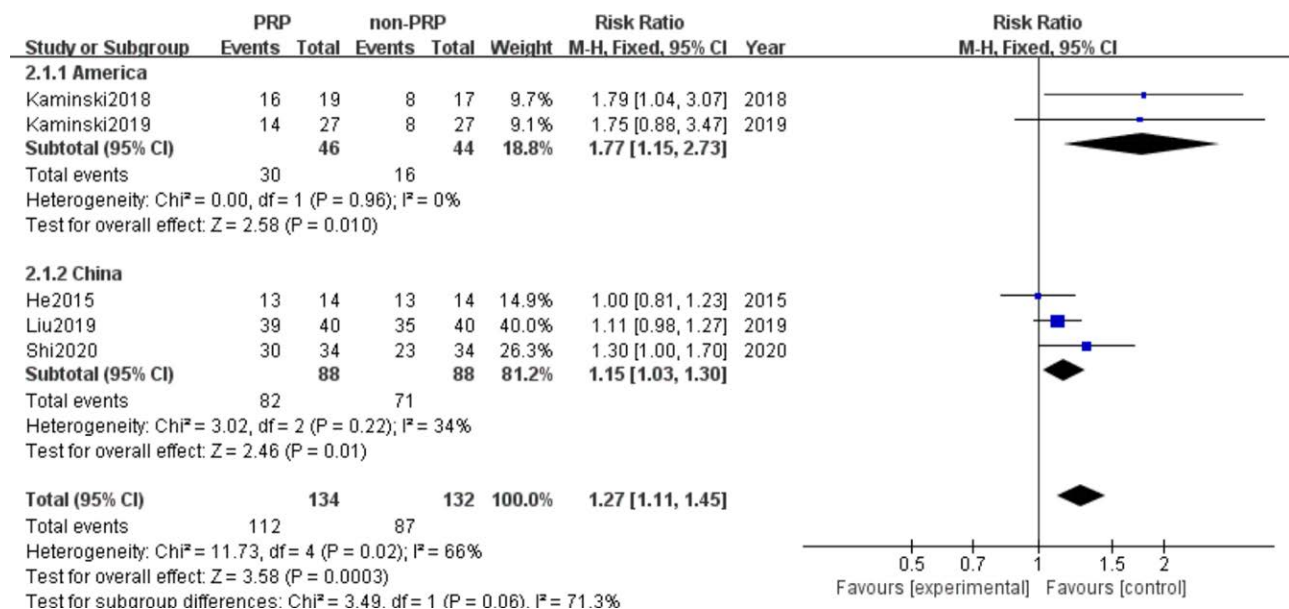 PRP non-PRP Risk Ratio Risk Ratio
Study or Subgroup Events Total Events Total Weight M-H, Fixed, 95% CI Year M-H, Fixed, 95% CI
2.1.1 America
Kaminski2018 16 19 8 17 9.7% 1.79 [1.04, 3.07] 2018
Kaminski2019 14 27 8 27 9.1% 1.75 [0.88, 3.47] 2019
Subtotal (95% CI) 46 44 18.8% 1.77 [1.15, 2.73]
Total events 30 16
Heterogeneity: Chi² = 0.00, df = 1 (P = 0.96); I² = 0%
Test for overall effect: Z = 2.58 (P = 0.010)
2.1.2 China
He2015 13 14 13 14 14.9% 1.00 [0.81, 1.23] 2015
Liu2019 39 40 35 40 40.0% 1.11 [0.98, 1.27] 2019
Shi2020 30 34 23 34 26.3% 1.30 [1.00, 1.70] 2020
Subtotal (95% CI) 88 88 81.2% 1.15 [1.03, 1.30]
Total events 82 71
Heterogeneity: Chi² = 3.02, df = 2 (P = 0.22); I² = 34%
Test for overall effect: Z = 2.46 (P = 0.01)
Total (95% CI) 134 132 100.0% 1.27 [1.11, 1.45]
Total events 112 87
Heterogeneity: Chi² = 11.73, df = 4 (P = 0.02); I² = 66%
Test for overall effect: Z = 3.58 (P = 0.0003)
Test for subgroup differences: Chi² = 3.49, df = 1 (P = 0.06), I² = 71.3%
0.5 0.7 1 1.5 2
Favours [experimental] Favours [control]